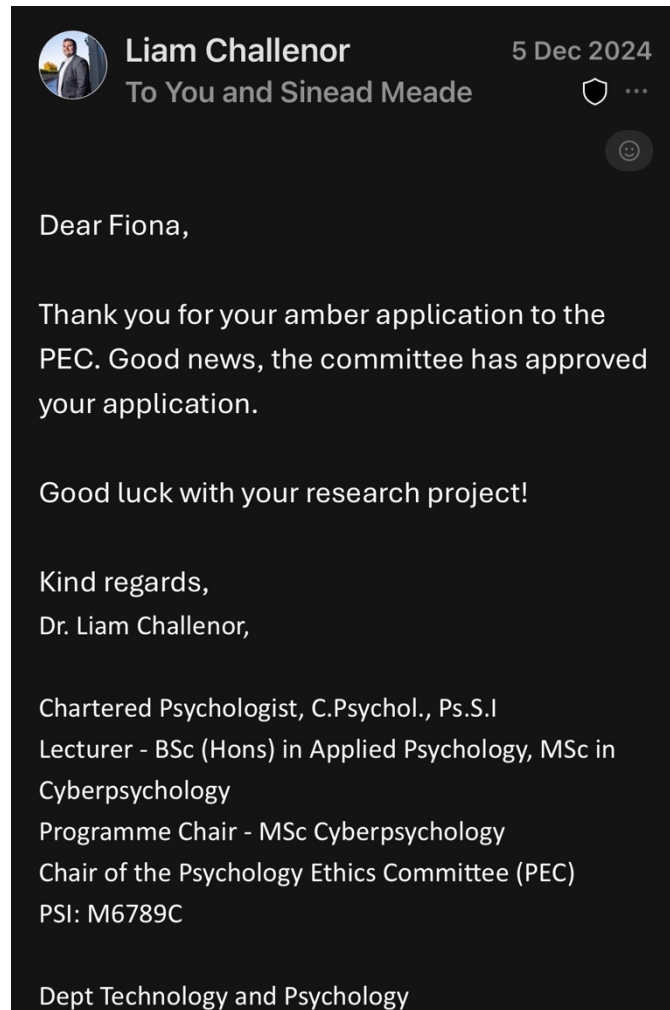 Liam Challenor
5 Dec 2024
To You and Sinead Meade
Dear Fiona,
Thank you for your amber application to the
PEC. Good news, the committee has approved
your application.
Good luck with your research project!
Kind regards,
Dr. Liam Challenor,
Chartered Psychologist, C.Psychol., Ps.S.I
Lecturer - BSc (Hons) in Applied Psychology, MSc in
Cyberpsychology
Programme Chair - MSc Cyberpsychology
Chair of the Psychology Ethics Committee (PEC)
PSI: M6789C
Dept Technology and Psychology